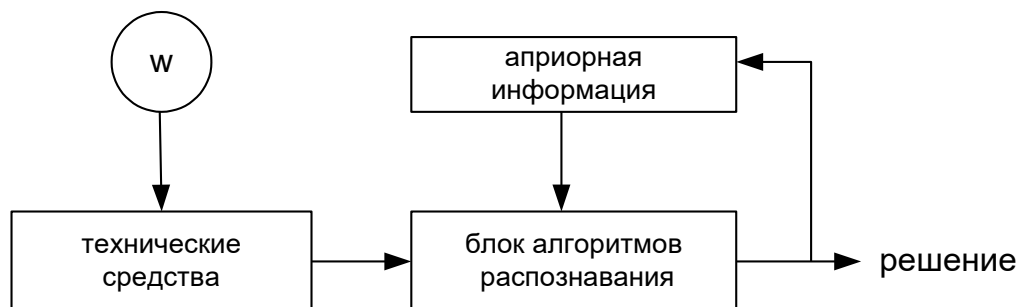 w
априорная
информация
технические
средства
блок алгоритмов
распознавания
решение